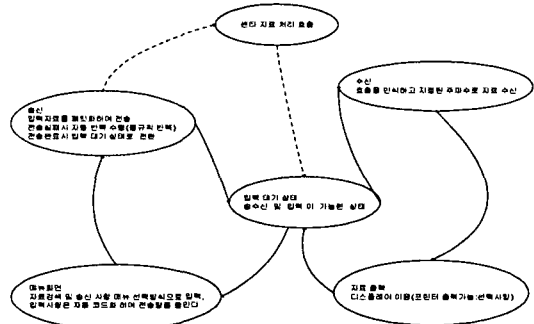 센터 자료 처리 호출
송신
입력자료를 패킷화하여 전송
전송실패시 자동 반복 수행(불규칙 반복)
전송완료시 입력 대기 상태로 전환
수신
호출을 인식하고 지정된 주파수로 자료 수신
입력 대기 상태
송수신 및 입력 이 가능한 상태
메뉴화면
자료검색 및 송신 사항 메뉴 선택방식으로 입력,
입력사항은 자동 코드화 하여 전송량을 줄인다
자료 출력
디스플레이 이용(프린터 출력가능:선택사항)